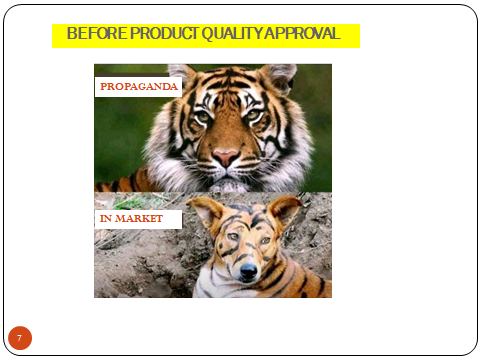 BEFORE PRODUCT QUALITY APPROVAL
PROPAGANDA
IN MARKET
7